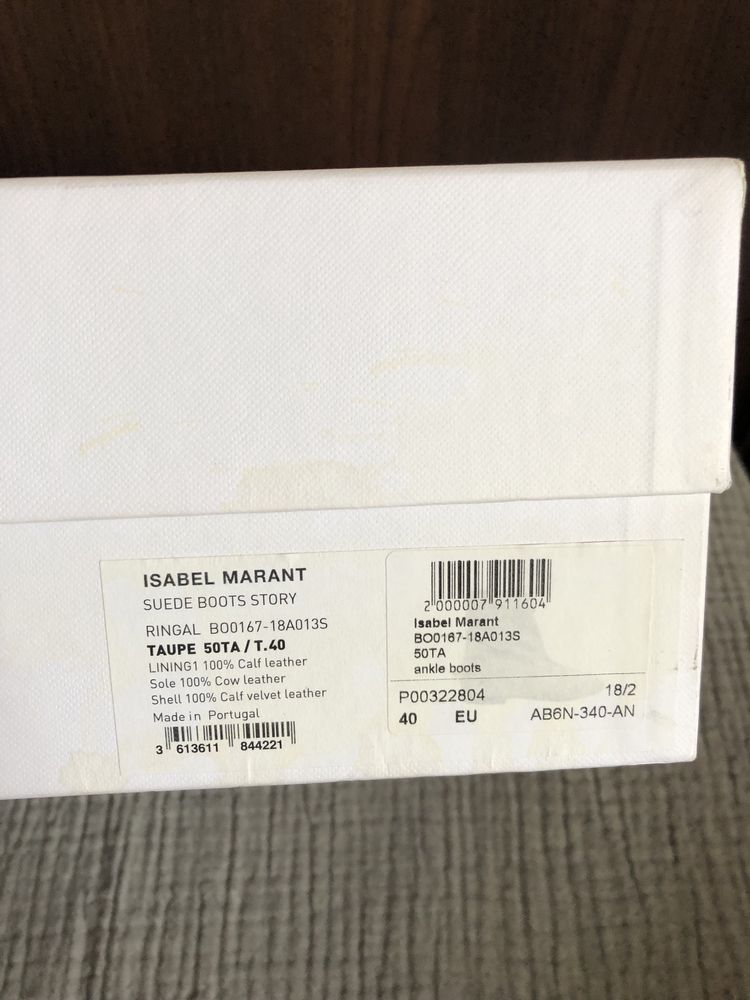 ISABEL MARANT
SUEDE BOOTS STORY
RINGAL BO0167-18A013S
TAUPE 50TA / T.40
LINING1 100% Calf leather
Sole 100% Cow leather
Shell 100% Calf velvet leather
Made in Portugal
3 613611 844221
2 000007 911604
Isabel Marant
BO0167-18A013S
50TA
ankle boots
P00322804 18/2
40 EU AB6N-340-AN